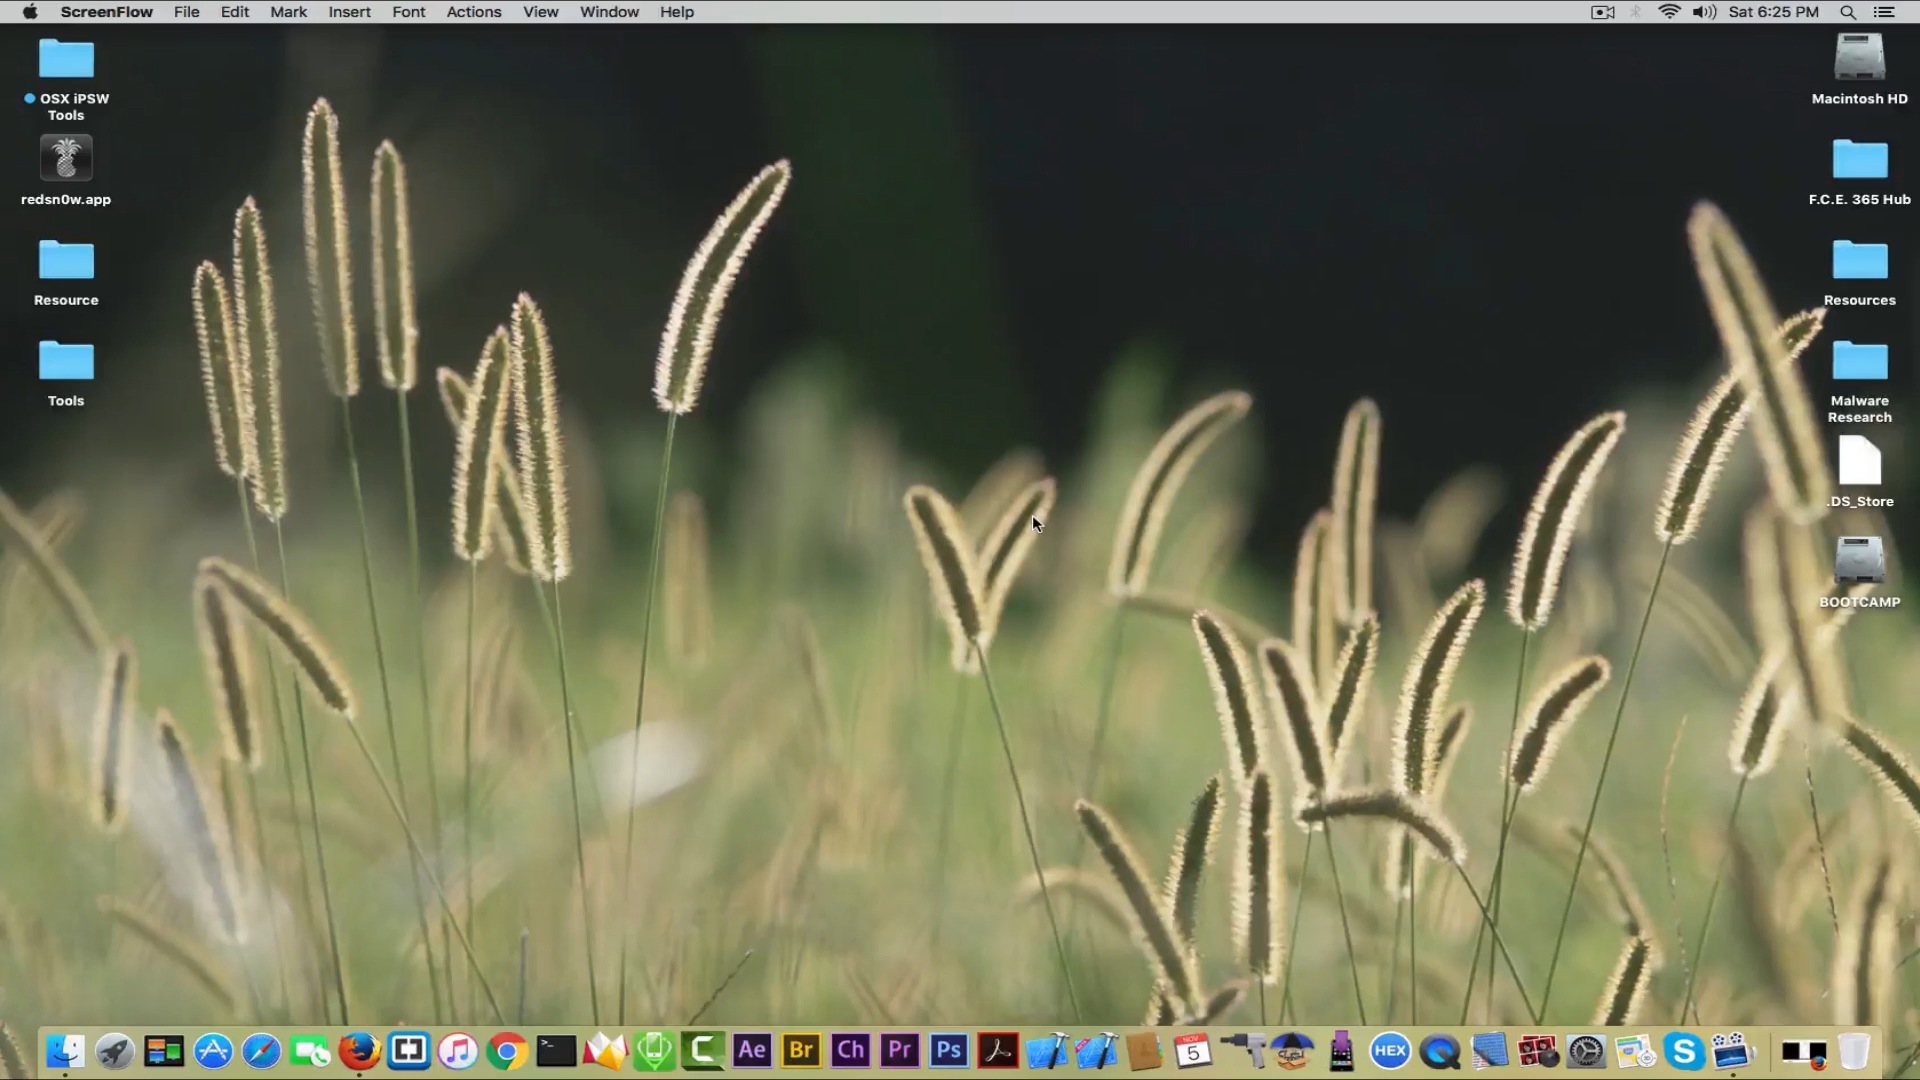 ScreenFlow File Edit Mark Insert Font Actions View Window Help Sat 6:25 PM
OSX iPSW
Tools
redsn0w.app
Resource
Tools
Macintosh HD
F.C.E. 365 Hub
Resources
Malware
Research
.DS_Store
BOOTCAMP
Ae Br Ch Pr Ps NOV
5
HEX